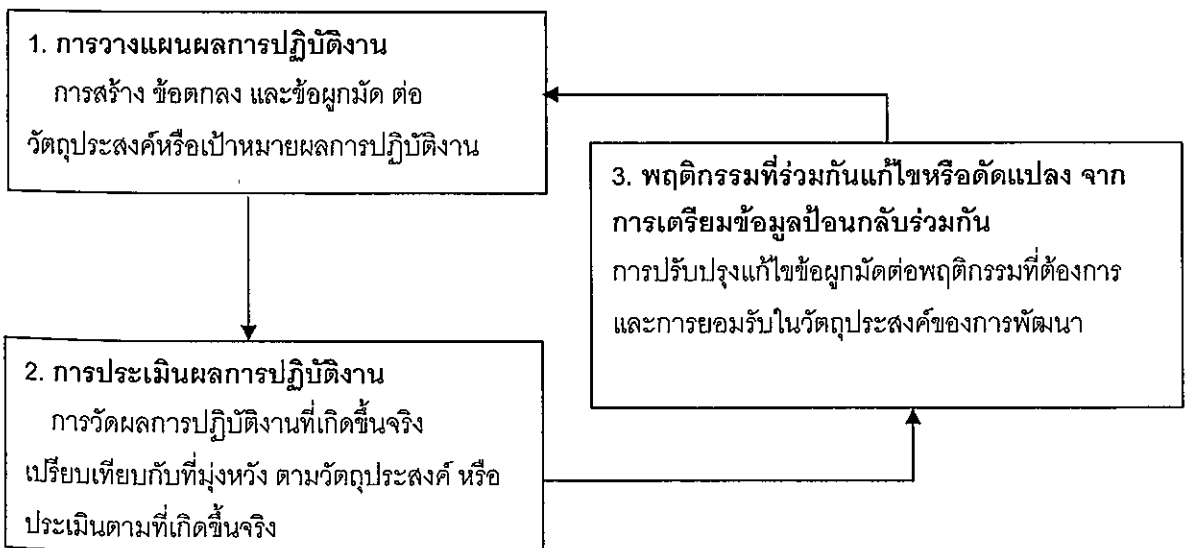 1. การวางแผนผลการปฏิบัติงาน
การสร้าง ข้อตกลง และข้อผูกมัด ต่อ
วัตถุประสงค์หรือเป้าหมายผลการปฏิบัติงาน
2. การประเมินผลการปฏิบัติงาน
การวัดผลการปฏิบัติงานที่เกิดขึ้นจริง
เปรียบเทียบกับที่มุ่งหวัง ตามวัตถุประสงค์ หรือ
ประเมินตามที่เกิดขึ้นจริง
3. พฤติกรรมที่ร่วมกันแก้ไขหรือดัดแปลง จาก
การเตรียมข้อมูลป้อนกลับร่วมกัน
การปรับปรุงแก้ไขข้อผูกมัดต่อพฤติกรรมที่ต้องการ
และการยอมรับในวัตถุประสงค์ของการพัฒนา